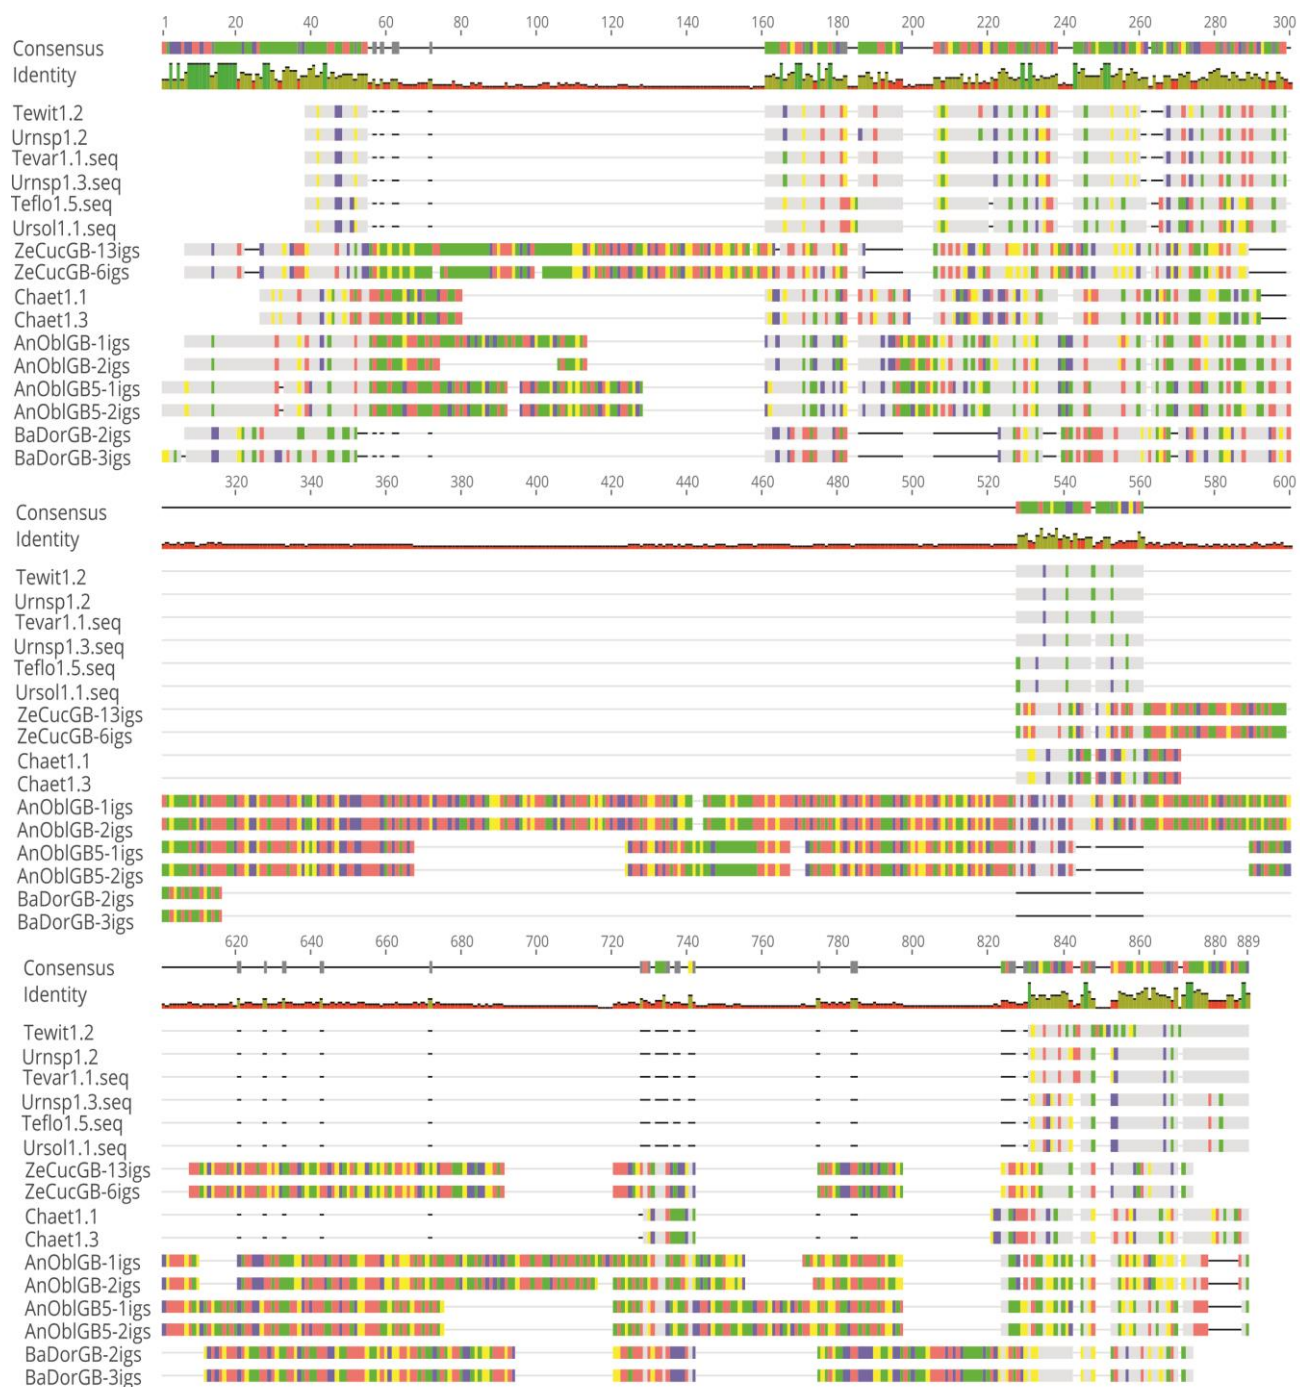 1 20 40 60 80 100 120 140 160 180 200 220 240 260 280 300
Consensus
Identity
Tewit1.2
Urnsp1.2
Tevar1.1.seq
Urnsp1.3.seq
Teflo1.5.seq
Ursol1.1.seq
ZeCucGB-13igs
ZeCucGB-6igs
Chaet1.1
Chaet1.3
AnOblGB-1igs
AnOblGB-2igs
AnOblGB5-1igs
AnOblGB5-2igs
BaDorGB-2igs
BaDorGB-3igs
320 340 360 380 400 420 440 460 480 500 520 540 560 580 600
Consensus
Identity
Tewit1.2
Urnsp1.2
Tevar1.1.seq
Urnsp1.3.seq
Teflo1.5.seq
Ursol1.1.seq
ZeCucGB-13igs
ZeCucGB-6igs
Chaet1.1
Chaet1.3
AnOblGB-1igs
AnOblGB-2igs
AnOblGB5-1igs
AnOblGB5-2igs
BaDorGB-2igs
BaDorGB-3igs
620 640 660 680 700 720 740 760 780 800 820 840 860 880 889
Consensus
Identity
Tewit1.2
Urnsp1.2
Tevar1.1.seq
Urnsp1.3.seq
Teflo1.5.seq
Ursol1.1.seq
ZeCucGB-13igs
ZeCucGB-6igs
Chaet1.1
Chaet1.3
AnOblGB-1igs
AnOblGB-2igs
AnOblGB5-1igs
AnOblGB5-2igs
BaDorGB-2igs
BaDorGB-3igs